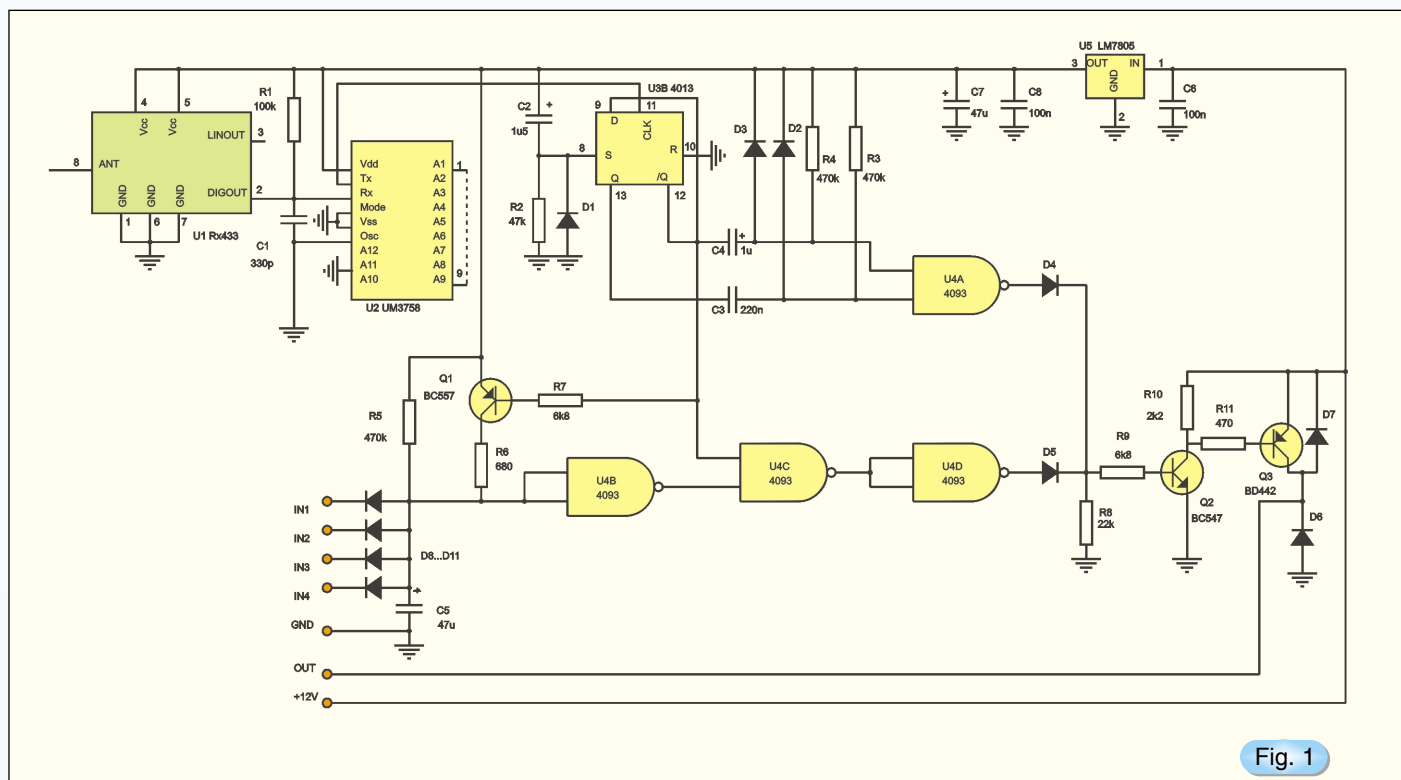 U5 LM7805
3 OUT IN 1
GND
2
C6
100n
C7
+
47u
C8
100n
R1
100k
4
5
Vcc
Vcc
LINOUT
3
8
ANT
DIGOUT
2
GND
GND
GND
1
6
7
U1 Rx433
C1
330p
Vdd
Tx
Rx
Mode
Vss
Osc
A12
A11
A10
A1
A2
A3
A4
A5
A6
A7
A8
A9
1
9
U2 UM3758
C2
+
1u5
R2
47k
D1
U3B 4013
9
11
D
CLK
8
S
R
10
Q
/Q
13
12
D3
D2
R4
470k
R3
470k
C4
+
1u
C3
220n
U4A
4093
D4
Q1
BC557
R7
6k8
R5
470k
R6
680
U4B
4093
U4C
4093
U4D
4093
D5
R9
6k8
R8
22k
R10
2k2
R11
470
Q2
BC547
Q3
BD442
D7
D6
IN1
IN2
IN3
IN4
D8...D11
+
C5
47u
GND
OUT
+12V
Fig. 1